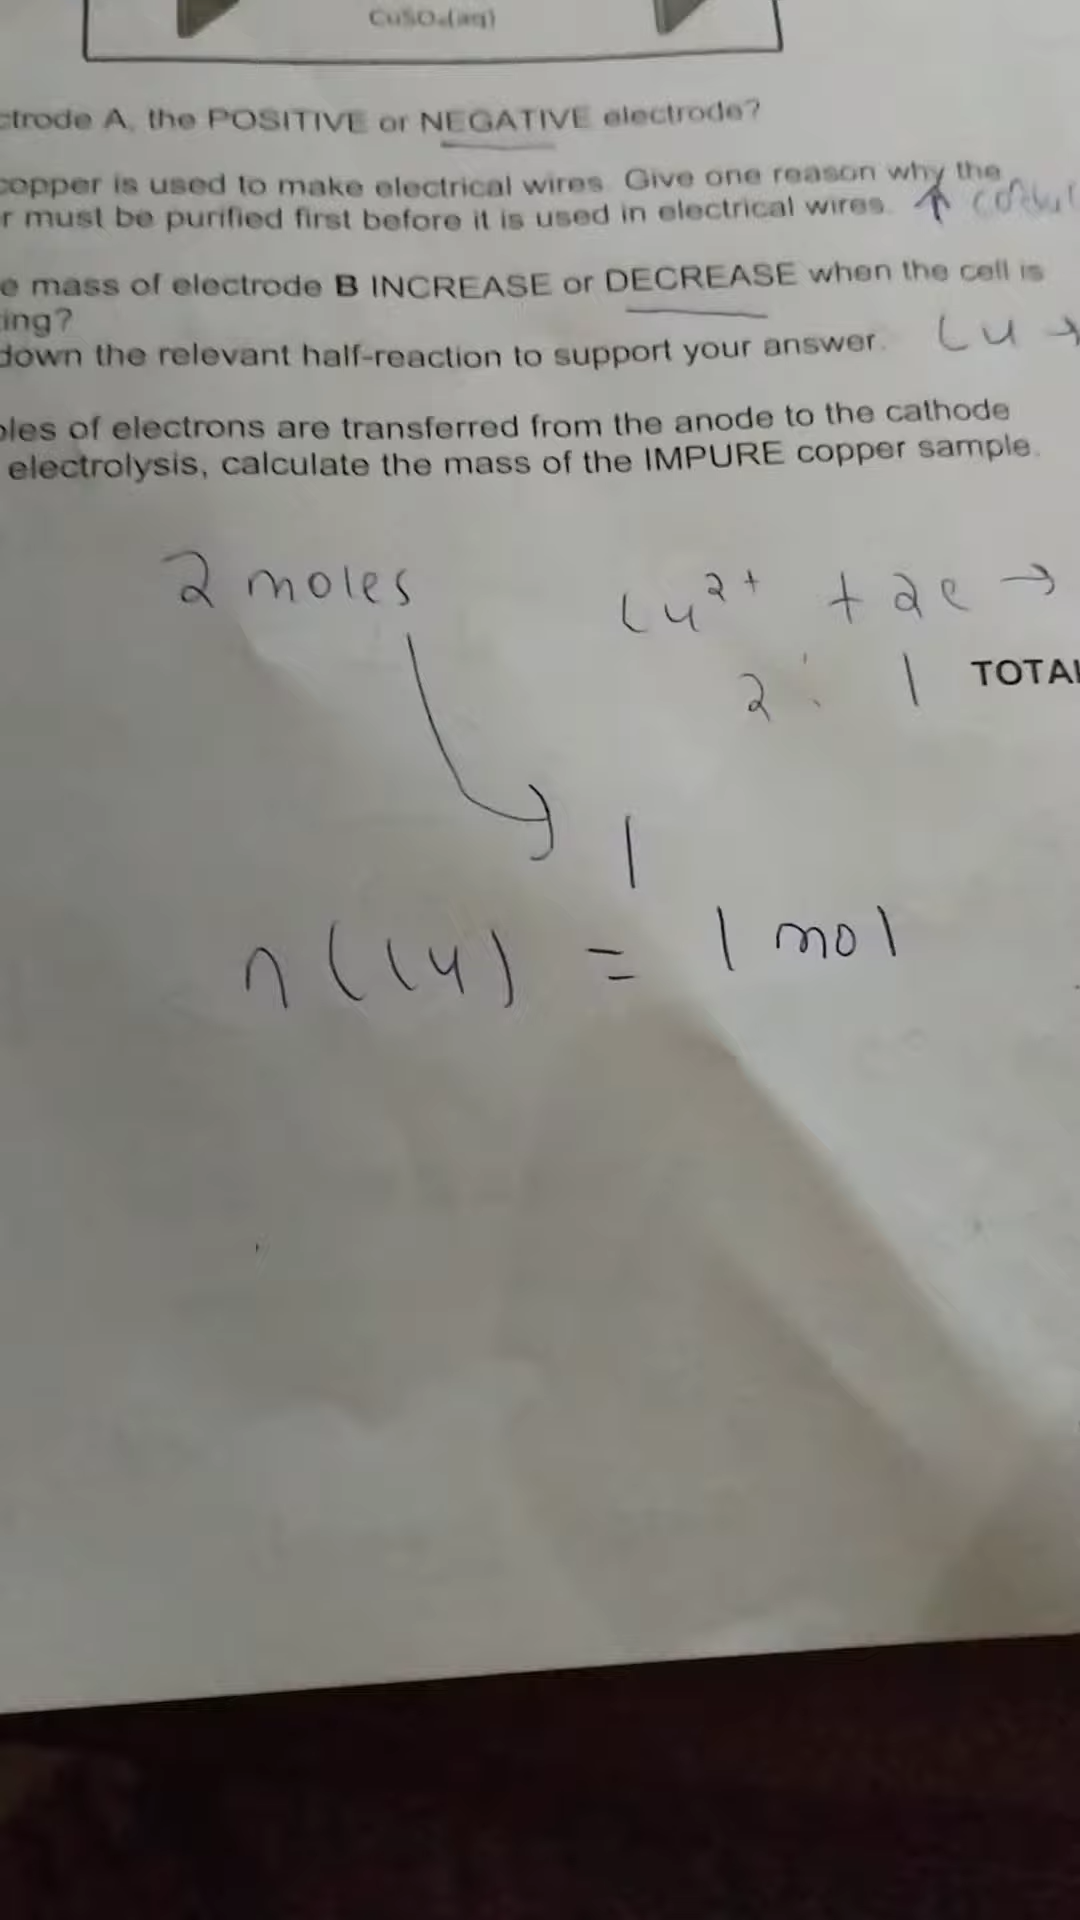 CuSO₄(aq)
ctrode A, the POSITIVE or NEGATIVE electrode?
copper is used to make electrical wires. Give one reason why the
r must be purified first before it is used in electrical wires. ↑
e mass of electrode B INCREASE or DECREASE when the cell is
ing?
down the relevant half-reaction to support your answer. Cu →
oles of electrons are transferred from the anode to the cathode
electrolysis, calculate the mass of the IMPURE copper sample.
2 moles
Cu²⁺ + 2e →
2 : 1
TOTAL
1
n(Cu) = 1 mol